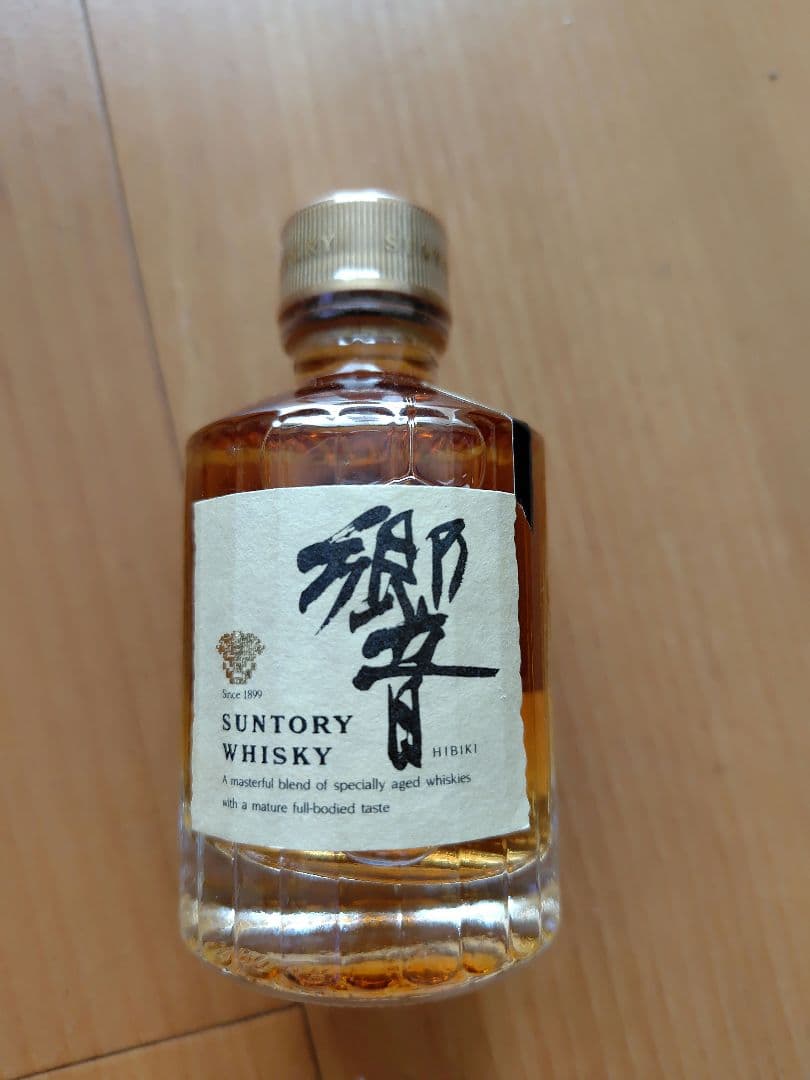 響
Since 1899
SUNTORY
WHISKY
HIBIKI
A masterful blend of specially aged whiskies
with a mature full-bodied taste